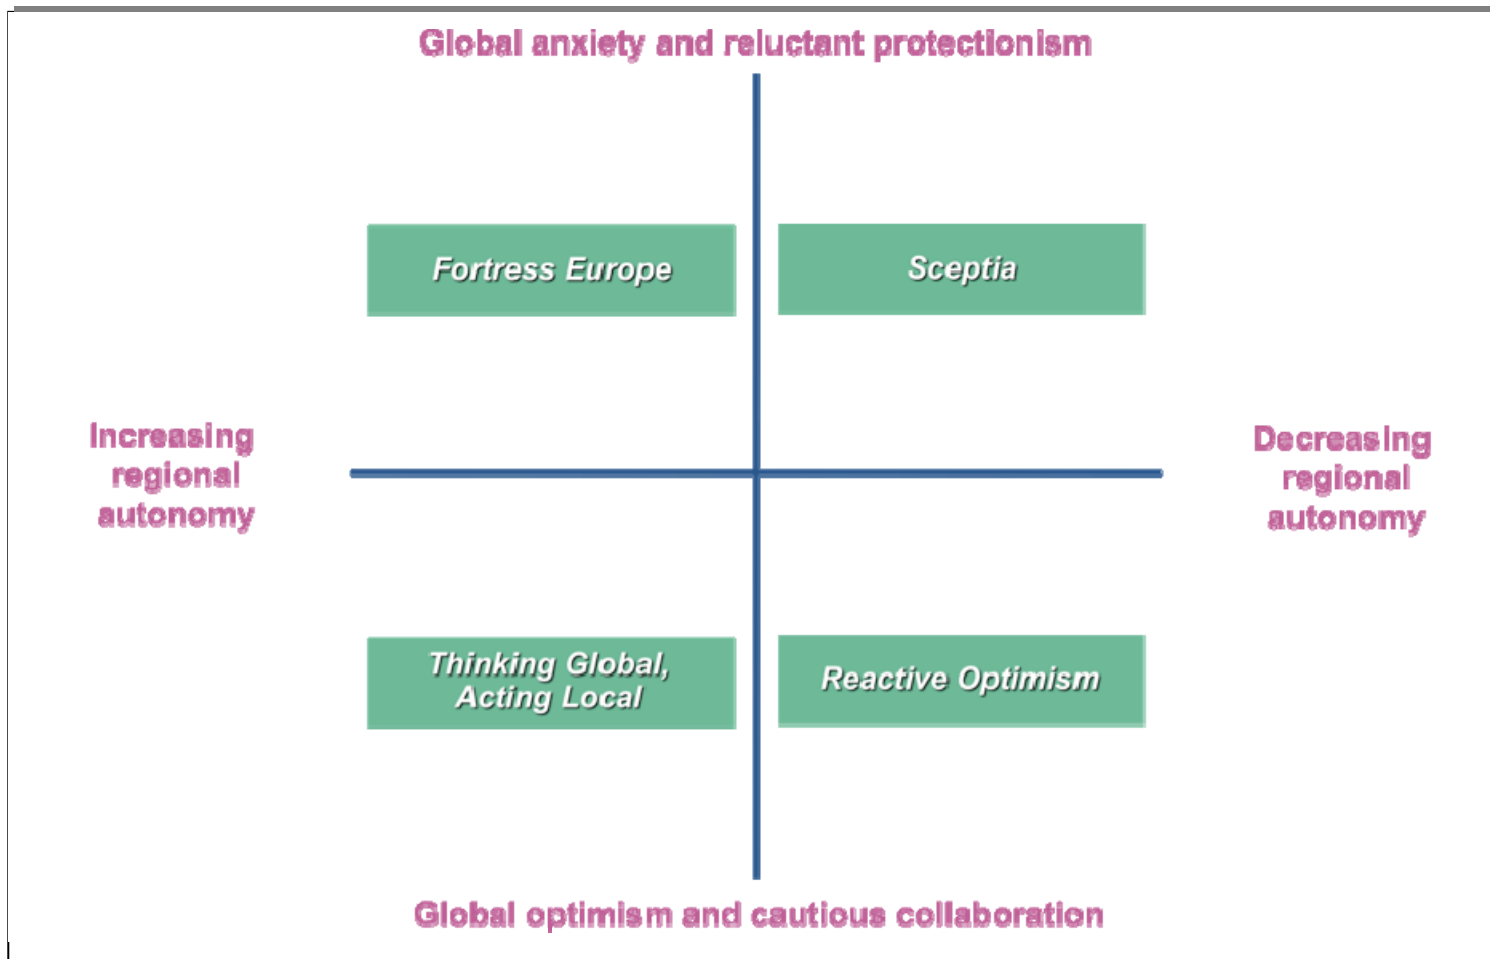 Global anxiety and reluctant protectionism
Fortress Europe
Sceptia
Increasing
regional
autonomy
Decreasing
regional
autonomy
Thinking Global,
Acting Local
Reactive Optimism
Global optimism and cautious collaboration